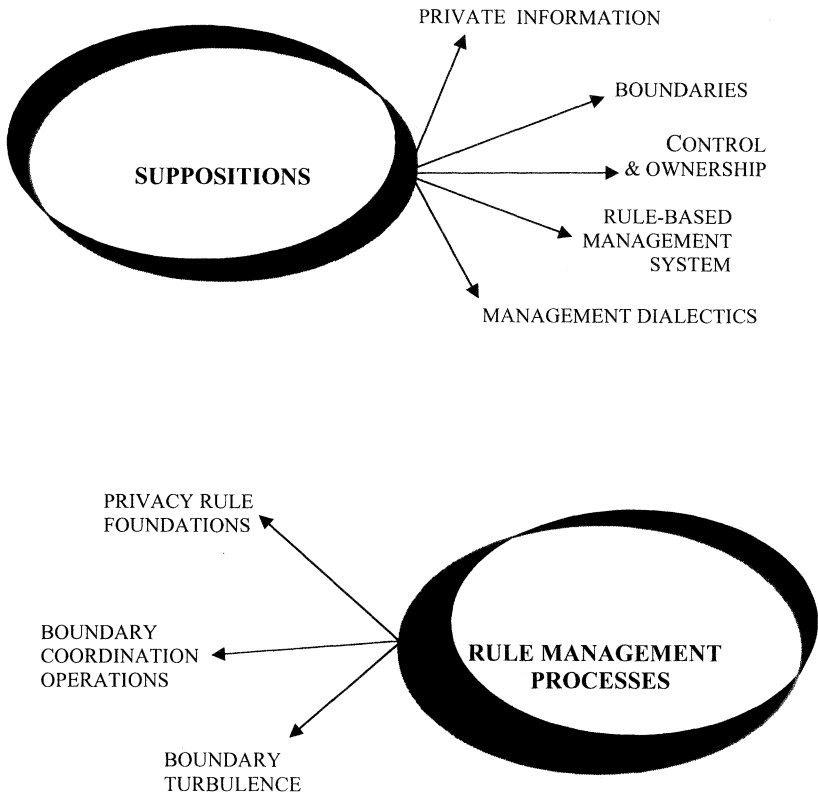 PRIVATE INFORMATION
BOUNDARIES
CONTROL
& OWNERSHIP
SUPPOSITIONS
RULE-BASED
MANAGEMENT
SYSTEM
MANAGEMENT DIALECTICS
PRIVACY RULE
FOUNDATIONS
BOUNDARY
COORDINATION
OPERATIONS
RULE MANAGEMENT
PROCESSES
BOUNDARY
TURBULENCE